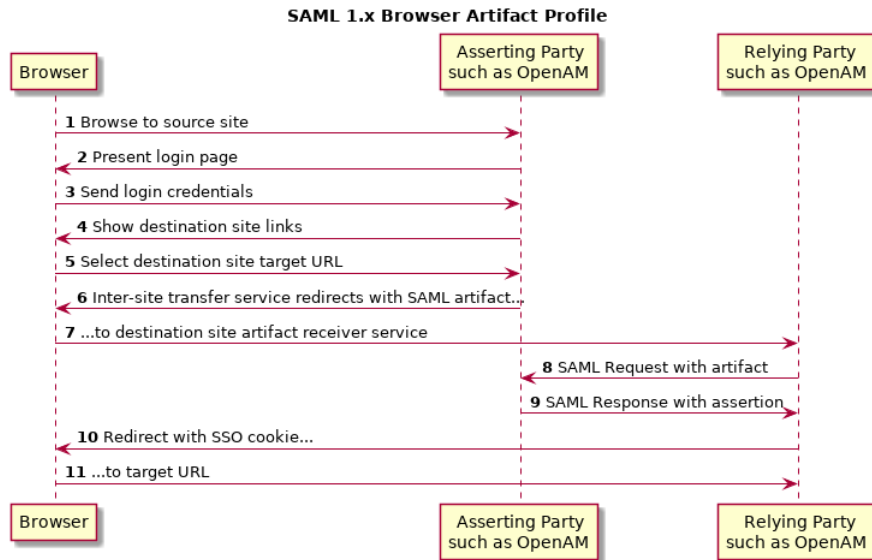 SAML 1.x Browser Artifact Profile
Browser
Asserting Party
such as OpenAM
Relying Party
such as OpenAM
1 Browse to source site
2 Present login page
3 Send login credentials
4 Show destination site links
5 Select destination site target URL
6 Inter-site transfer service redirects with SAML artifact...
7 ...to destination site artifact receiver service
8 SAML Request with artifact
9 SAML Response with assertion
10 Redirect with SSO cookie...
11 ...to target URL
Browser
Asserting Party
such as OpenAM
Relying Party
such as OpenAM